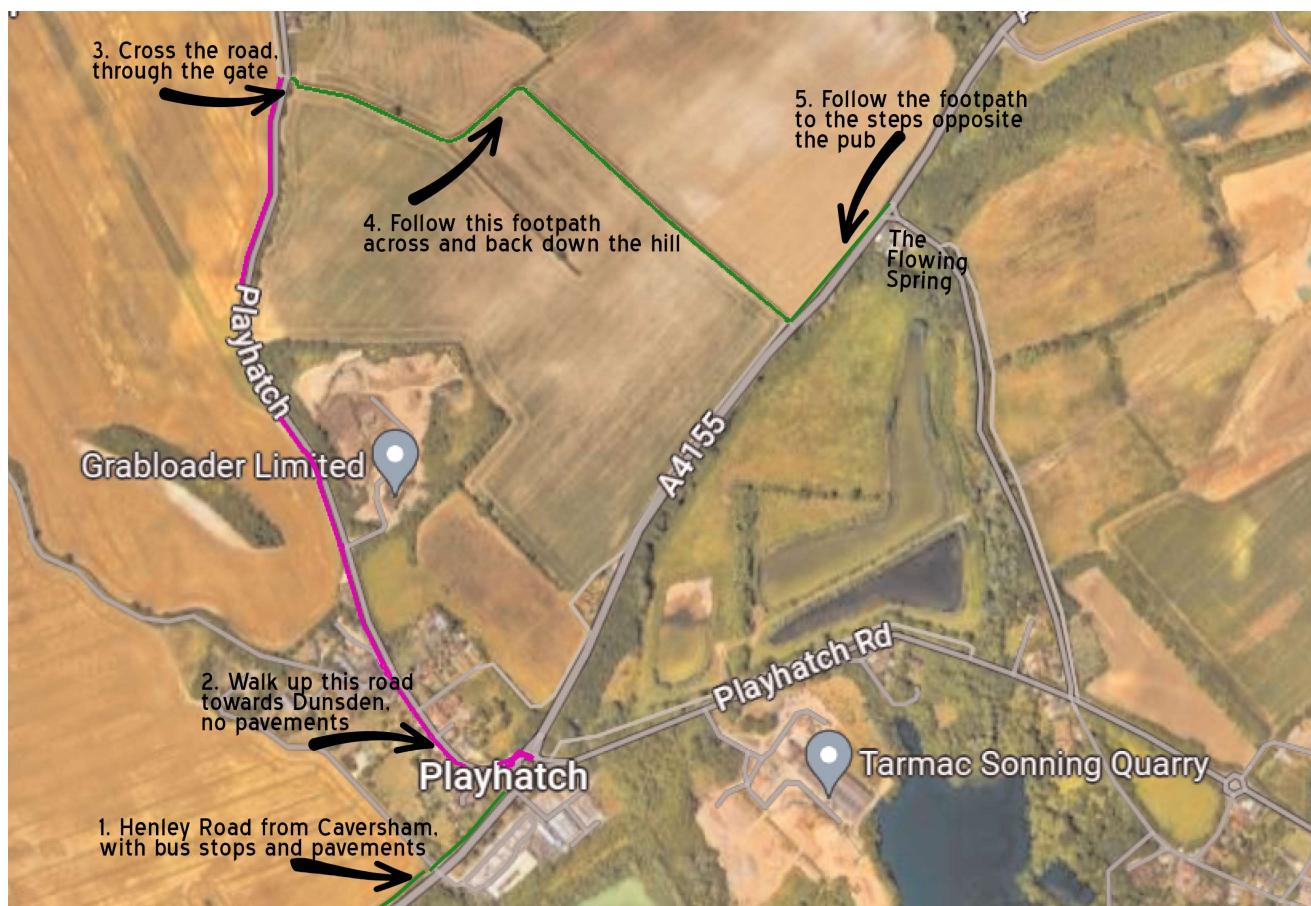 3. Cross the road,
through the gate
5. Follow the footpath
to the steps opposite
the pub
4. Follow this footpath
across and back down the hill
The
Flowing
Spring
Playhatch
Playhatch
Grabloader Limited
A4155
Playhatch Rd
2. Walk up this road
towards Dunsden,
no pavements
Playhatch
Tarmac Sonning Quarry
1. Henley Road from Caversham,
with bus stops and pavements